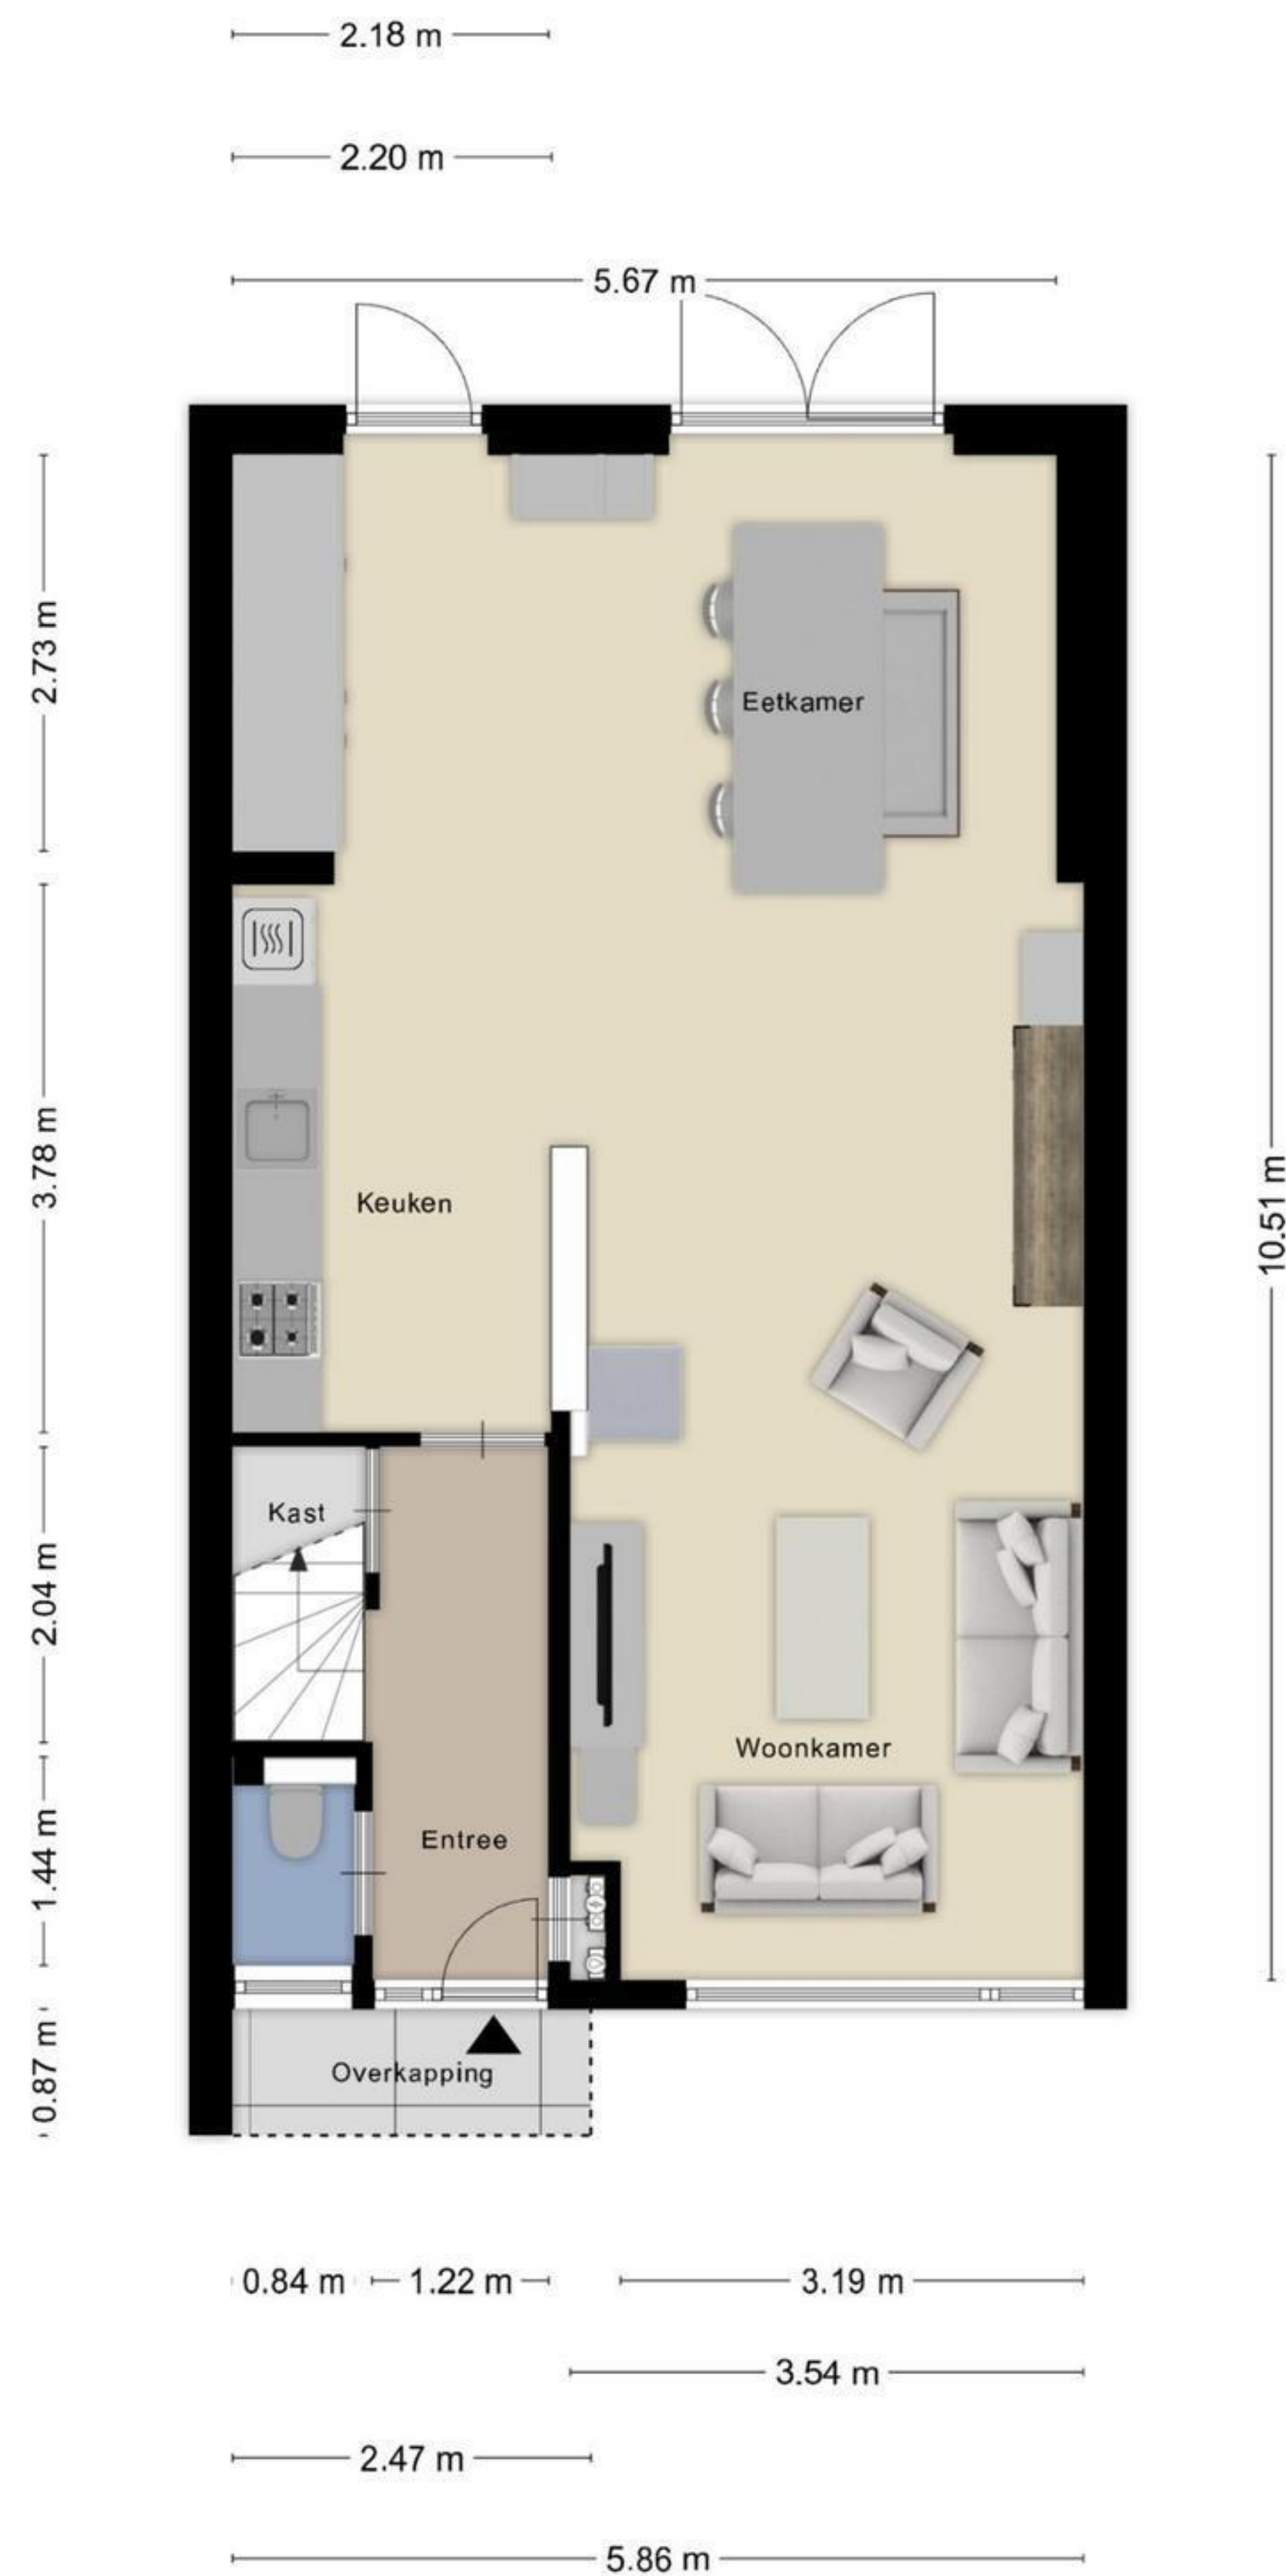 2.18 m
2.20 m
5.67 m
2.73 m
Eetkamer
3.78 m
Keuken
10.51 m
Kast
2.04 m
Woonkamer
1.44 m
Entree
0.87 m
Overkapping
0.84 m
1.22 m
3.19 m
3.54 m
2.47 m
5.86 m